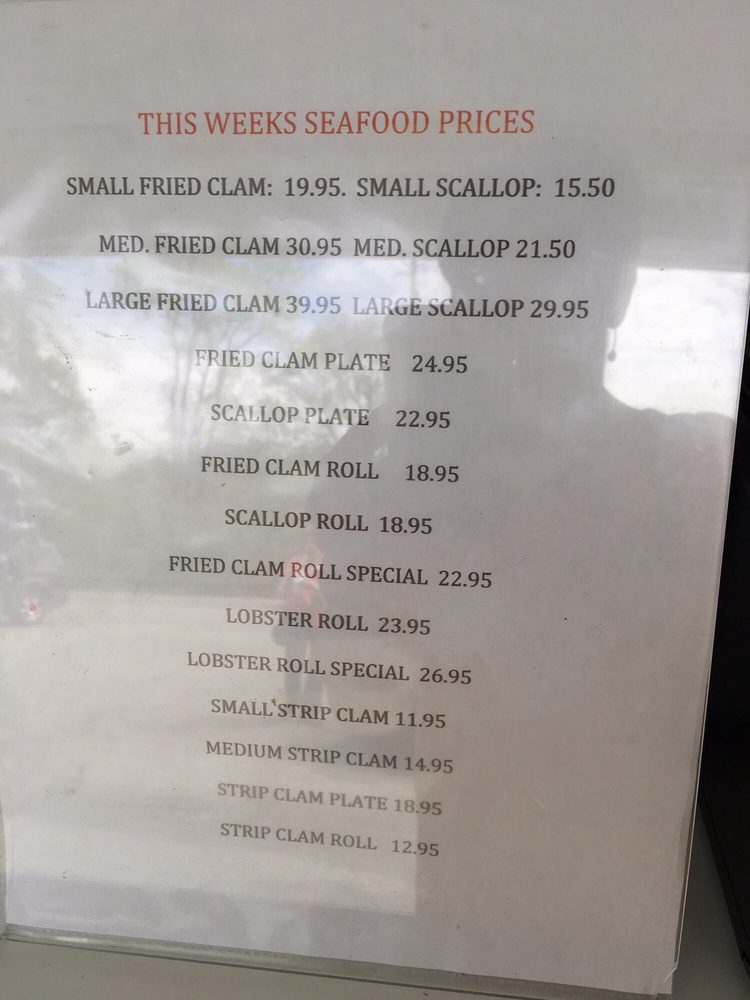 THIS WEEKS SEAFOOD PRICES
SMALL FRIED CLAM: 19.95. SMALL SCALLOP: 15.50
MED. FRIED CLAM 30.95 MED. SCALLOP 21.50
LARGE FRIED CLAM 39.95 LARGE SCALLOP 29.95
FRIED CLAM PLATE 24.95
SCALLOP PLATE 22.95
FRIED CLAM ROLL 18.95
SCALLOP ROLL 18.95
FRIED CLAM ROLL SPECIAL 22.95
LOBSTER ROLL 23.95
LOBSTER ROLL SPECIAL 26.95
SMALL STRIP CLAM 11.95
MEDIUM STRIP CLAM 14.95
STRIP CLAM PLATE 18.95
STRIP CLAM ROLL 12.95